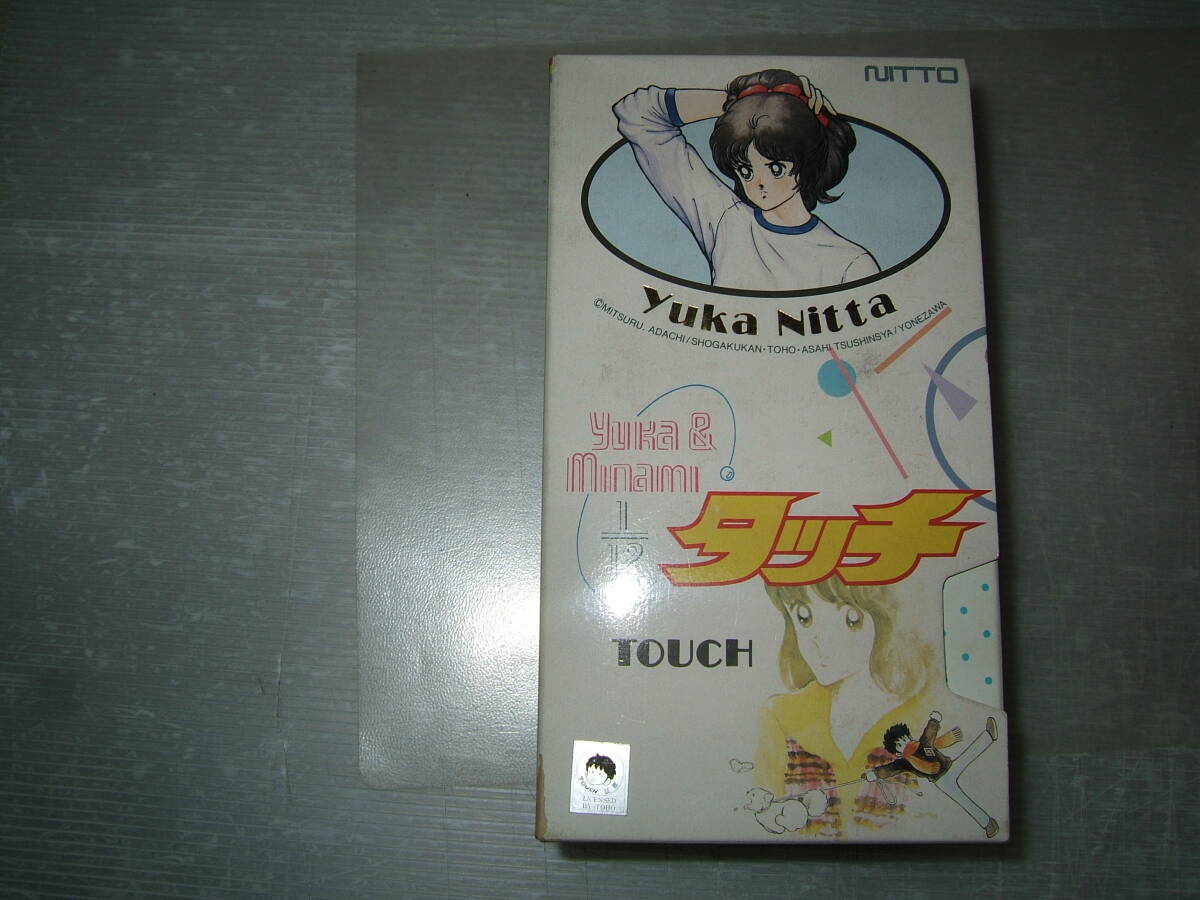 NITTO
Yuka Nitta
©MITSURU. ADACHI/SHOGAKUKAN・TOHO・ASAHI TSUSHINSYA/YONEZAWA
Yuka &
Minami
1
12
タッチ
TOUCH
TOUCH
LICENSED
BY TOHO